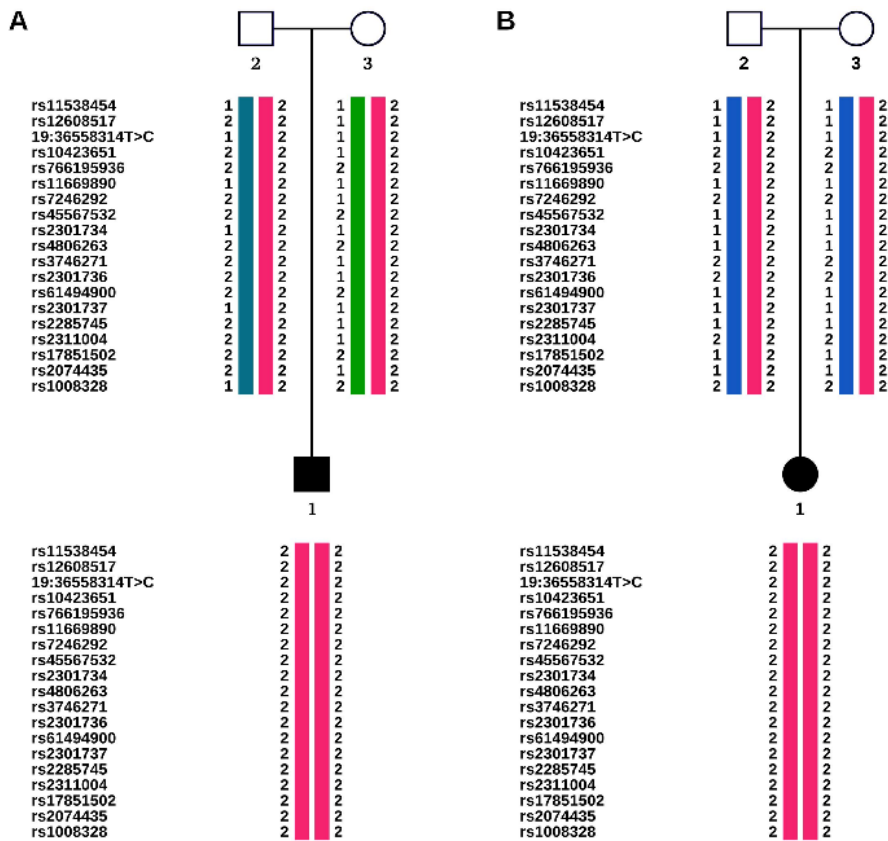 A
2 3
rs11538454 1 2 1 2
rs12608517 2 2 1 2
19:36558314T>C 1 2 1 2
rs10423651 2 2 1 2
rs766195936 2 2 2 2
rs11669890 1 2 1 2
rs7246292 2 2 1 2
rs45567532 2 2 2 2
rs2301734 1 2 1 2
rs4806263 2 2 2 2
rs3746271 2 2 1 2
rs2301736 2 2 1 2
rs61494900 2 2 2 2
rs2301737 1 2 1 2
rs2285745 2 2 1 2
rs2311004 2 2 1 2
rs17851502 2 2 2 2
rs2074435 2 2 1 2
rs1008328 1 2 2 2
1
rs11538454 2 2
rs12608517 2 2
19:36558314T>C 2 2
rs10423651 2 2
rs766195936 2 2
rs11669890 2 2
rs7246292 2 2
rs45567532 2 2
rs2301734 2 2
rs4806263 2 2
rs3746271 2 2
rs2301736 2 2
rs61494900 2 2
rs2301737 2 2
rs2285745 2 2
rs2311004 2 2
rs17851502 2 2
rs2074435 2 2
rs1008328 2 2
B
2 3
rs11538454 1 2 1 2
rs12608517 1 2 1 2
19:36558314T>C 1 2 1 2
rs10423651 2 2 2 2
rs766195936 2 2 2 2
rs11669890 1 2 1 2
rs7246292 2 2 2 2
rs45567532 1 2 1 2
rs2301734 1 2 1 2
rs4806263 1 2 1 2
rs3746271 2 2 2 2
rs2301736 2 2 2 2
rs61494900 1 2 1 2
rs2301737 1 2 1 2
rs2285745 1 2 1 2
rs2311004 2 2 2 2
rs17851502 1 2 1 2
rs2074435 1 2 1 2
rs1008328 2 2 2 2
1
rs11538454 2 2
rs12608517 2 2
19:36558314T>C 2 2
rs10423651 2 2
rs766195936 2 2
rs11669890 2 2
rs7246292 2 2
rs45567532 2 2
rs2301734 2 2
rs4806263 2 2
rs3746271 2 2
rs2301736 2 2
rs61494900 2 2
rs2301737 2 2
rs2285745 2 2
rs2311004 2 2
rs17851502 2 2
rs2074435 2 2
rs1008328 2 2